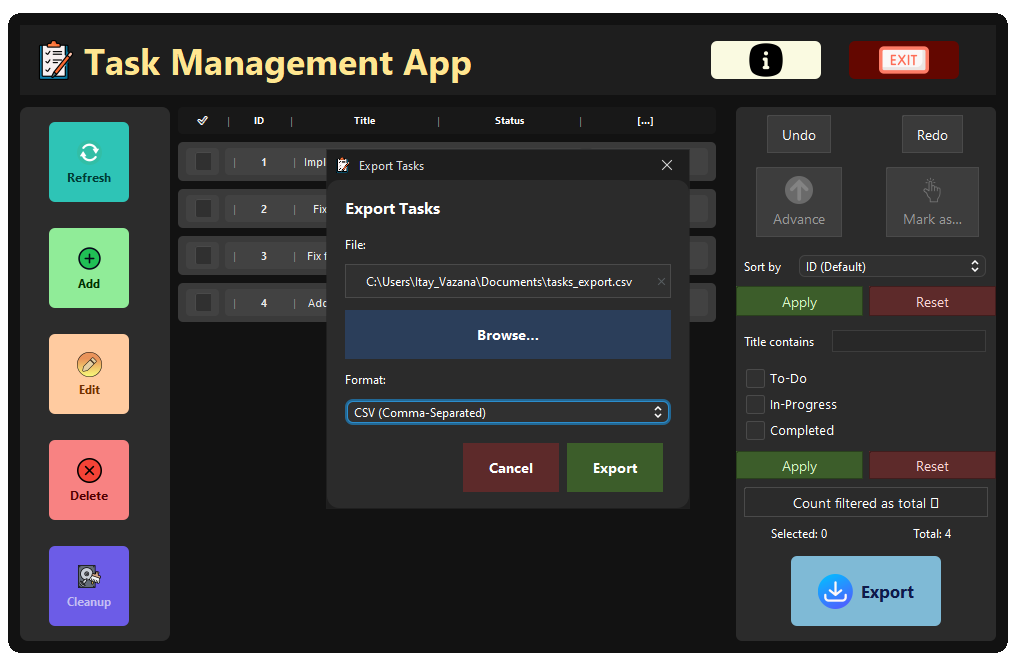 Task Management App
i
EXIT
Refresh
Add
Edit
Delete
Cleanup
| ID | Title | Status | [...]
| 1 | Impl
| 2 | Fix
| 3 | Fix
| 4 | Add
Export Tasks
Export Tasks
File:
C:\Users\Itay_Vazana\Documents\tasks_export.csv
Browse...
Format:
CSV (Comma-Separated)
Cancel
Export
Undo
Redo
Advance
Mark as...
Sort by
ID (Default)
Apply
Reset
Title contains
To-Do
In-Progress
Completed
Apply
Reset
Count filtered as total
Selected: 0
Total: 4
Export